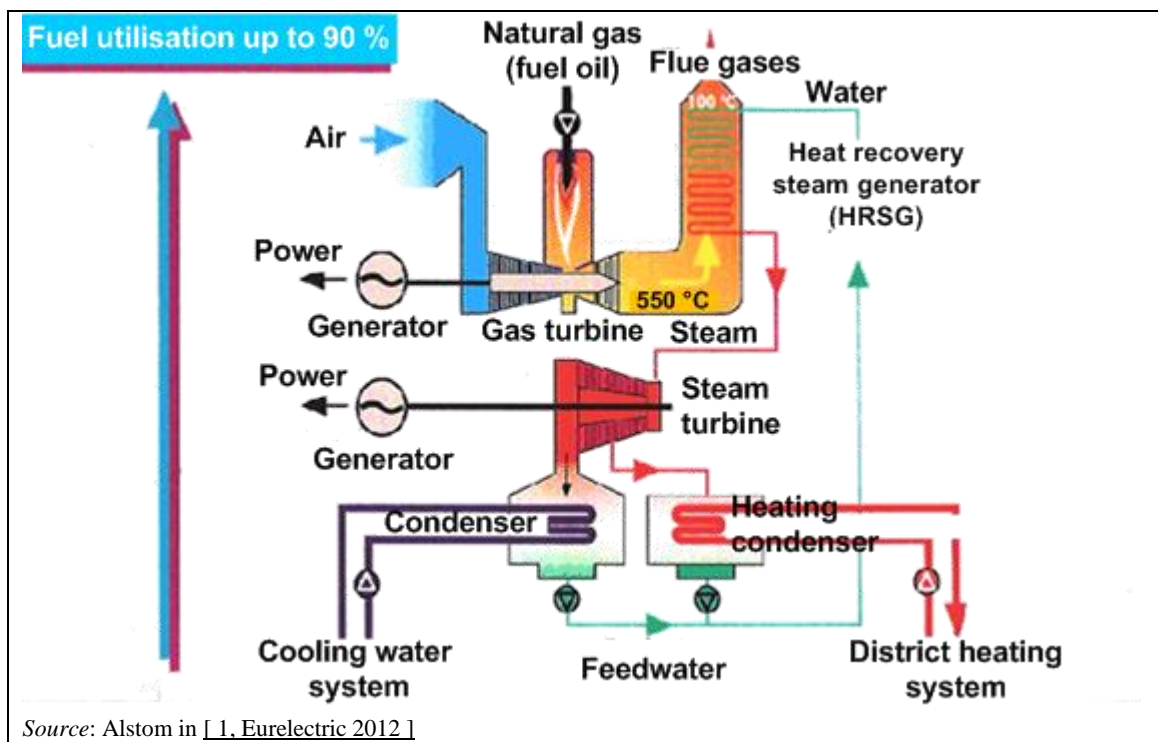 Fuel utilisation up to 90 %
Natural gas
(fuel oil)
Flue gases
100 °C
Water
Air
Heat recovery
steam generator
(HRSG)
Power
Generator
Gas turbine
550 °C
Steam
Power
Generator
Steam
turbine
Condenser
Heating
condenser
Cooling water
system
Feedwater
District heating
system
Source: Alstom in [ 1, Eurelectric 2012 ]